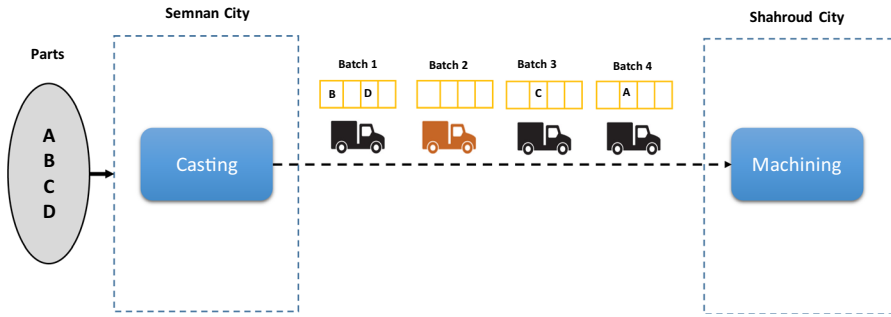 Semnan City
Shahroud City
Parts
Batch 1
Batch 2
Batch 3
Batch 4
B D
C
A
A
B
C
D
Casting
Machining